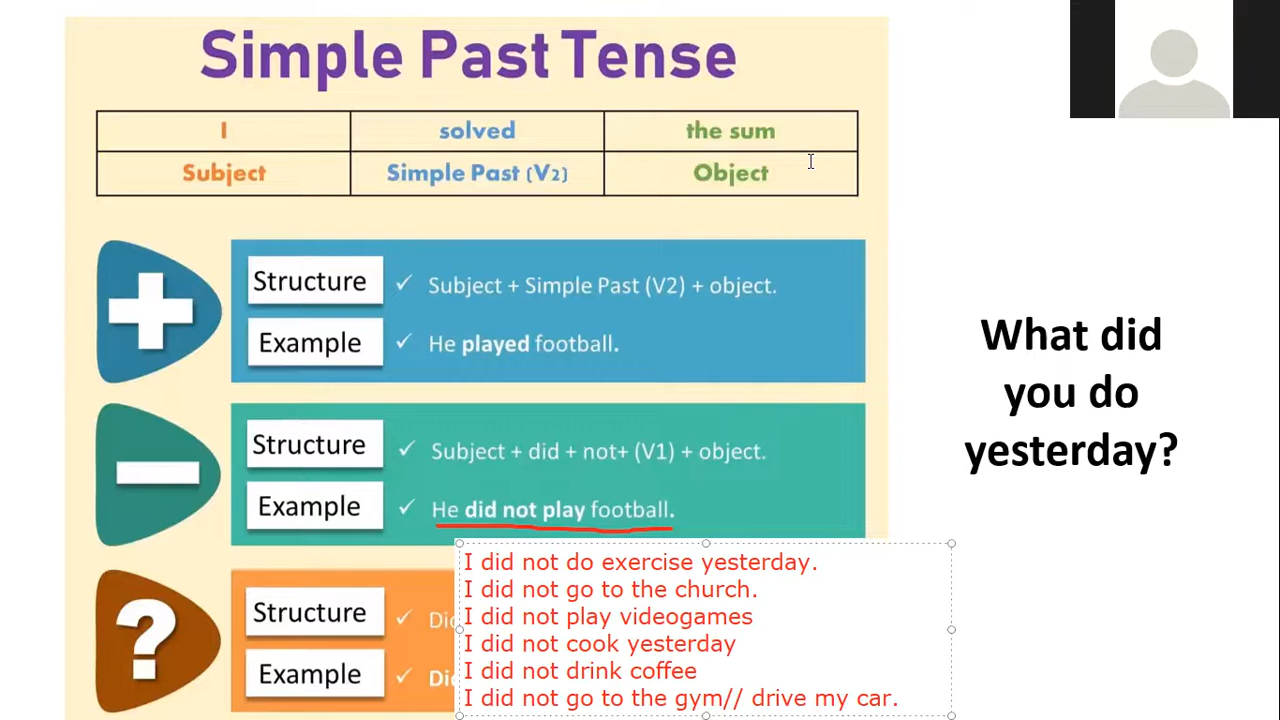 Simple Past Tense
I solved the sum
Subject Simple Past (V2) Object
Structure ✓ Subject + Simple Past (V2) + object.
Example ✓ He played football.
Structure ✓ Subject + did + not+ (V1) + object.
Example ✓ He did not play football.
Structure ✓
Example ✓
I did not do exercise yesterday.
I did not go to the church.
I did not play videogames
I did not cook yesterday
I did not drink coffee
I did not go to the gym// drive my car.
What did
you do
yesterday?